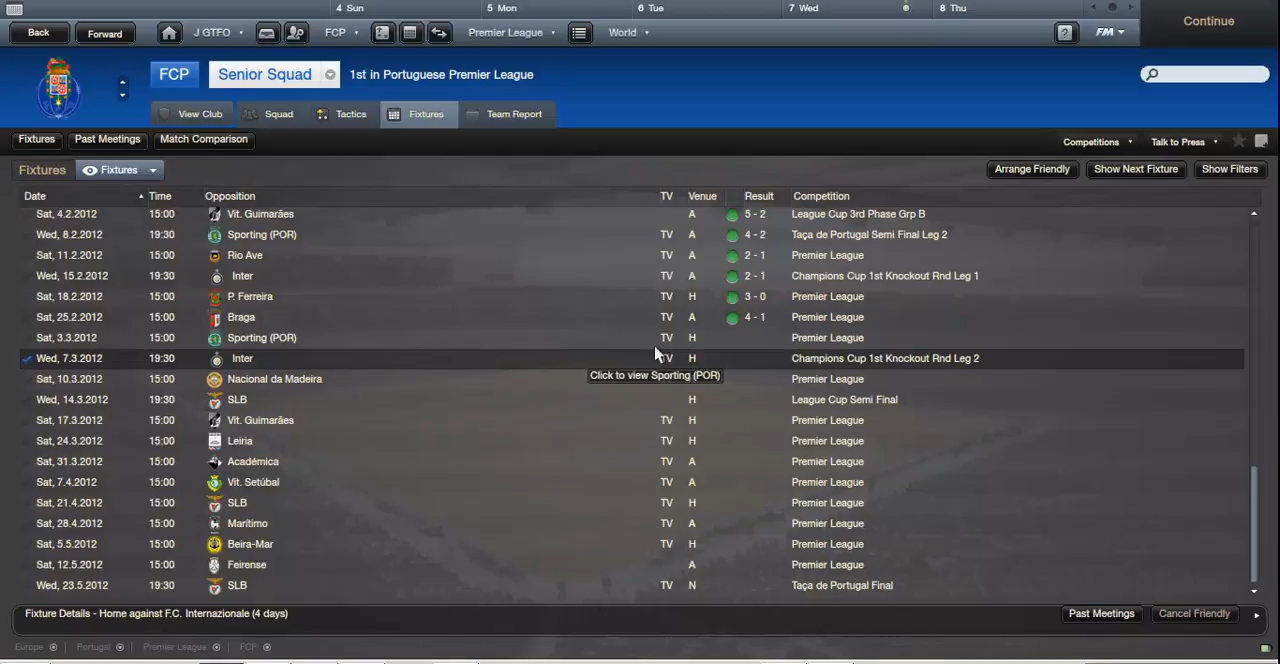 4 Sun 5 Mon 6 Tue 7 Wed 8 Thu
Back Forward J GTFO FCP Premier League World ? FM Continue
FCP Senior Squad 1st in Portuguese Premier League
View Club Squad Tactics Fixtures Team Report
Fixtures Past Meetings Match Comparison Competitions Talk to Press
Fixtures Fixtures Arrange Friendly Show Next Fixture Show Filters
Date Time Opposition TV Venue Result Competition
Sat, 4.2.2012 15:00 Vit. Guimarães A 5 - 2 League Cup 3rd Phase Grp B
Wed, 8.2.2012 19:30 Sporting (POR) TV A 4 - 2 Taça de Portugal Semi Final Leg 2
Sat, 11.2.2012 15:00 Rio Ave TV A 2 - 1 Premier League
Wed, 15.2.2012 19:30 Inter TV A 2 - 1 Champions Cup 1st Knockout Rnd Leg 1
Sat, 18.2.2012 15:00 P. Ferreira TV H 3 - 0 Premier League
Sat, 25.2.2012 15:00 Braga TV A 4 - 1 Premier League
Sat, 3.3.2012 15:00 Sporting (POR) TV H Premier League
Wed, 7.3.2012 19:30 Inter TV H Champions Cup 1st Knockout Rnd Leg 2
Sat, 10.3.2012 15:00 Nacional da Madeira Click to view Sporting (POR) Premier League
Wed, 14.3.2012 19:30 SLB H League Cup Semi Final
Sat, 17.3.2012 15:00 Vit. Guimarães TV H Premier League
Sat, 24.3.2012 15:00 Leiria TV H Premier League
Sat, 31.3.2012 15:00 Académica TV A Premier League
Sat, 7.4.2012 15:00 Vit. Setúbal TV A Premier League
Sat, 21.4.2012 15:00 SLB TV H Premier League
Sat, 28.4.2012 15:00 Marítimo TV A Premier League
Sat, 5.5.2012 15:00 Beira-Mar TV H Premier League
Sat, 12.5.2012 15:00 Feirense A Premier League
Wed, 23.5.2012 19:30 SLB TV N Taça de Portugal Final
Fixture Details - Home against F.C. Internazionale (4 days) Past Meetings Cancel Friendly
Europe Portugal Premier League FCP